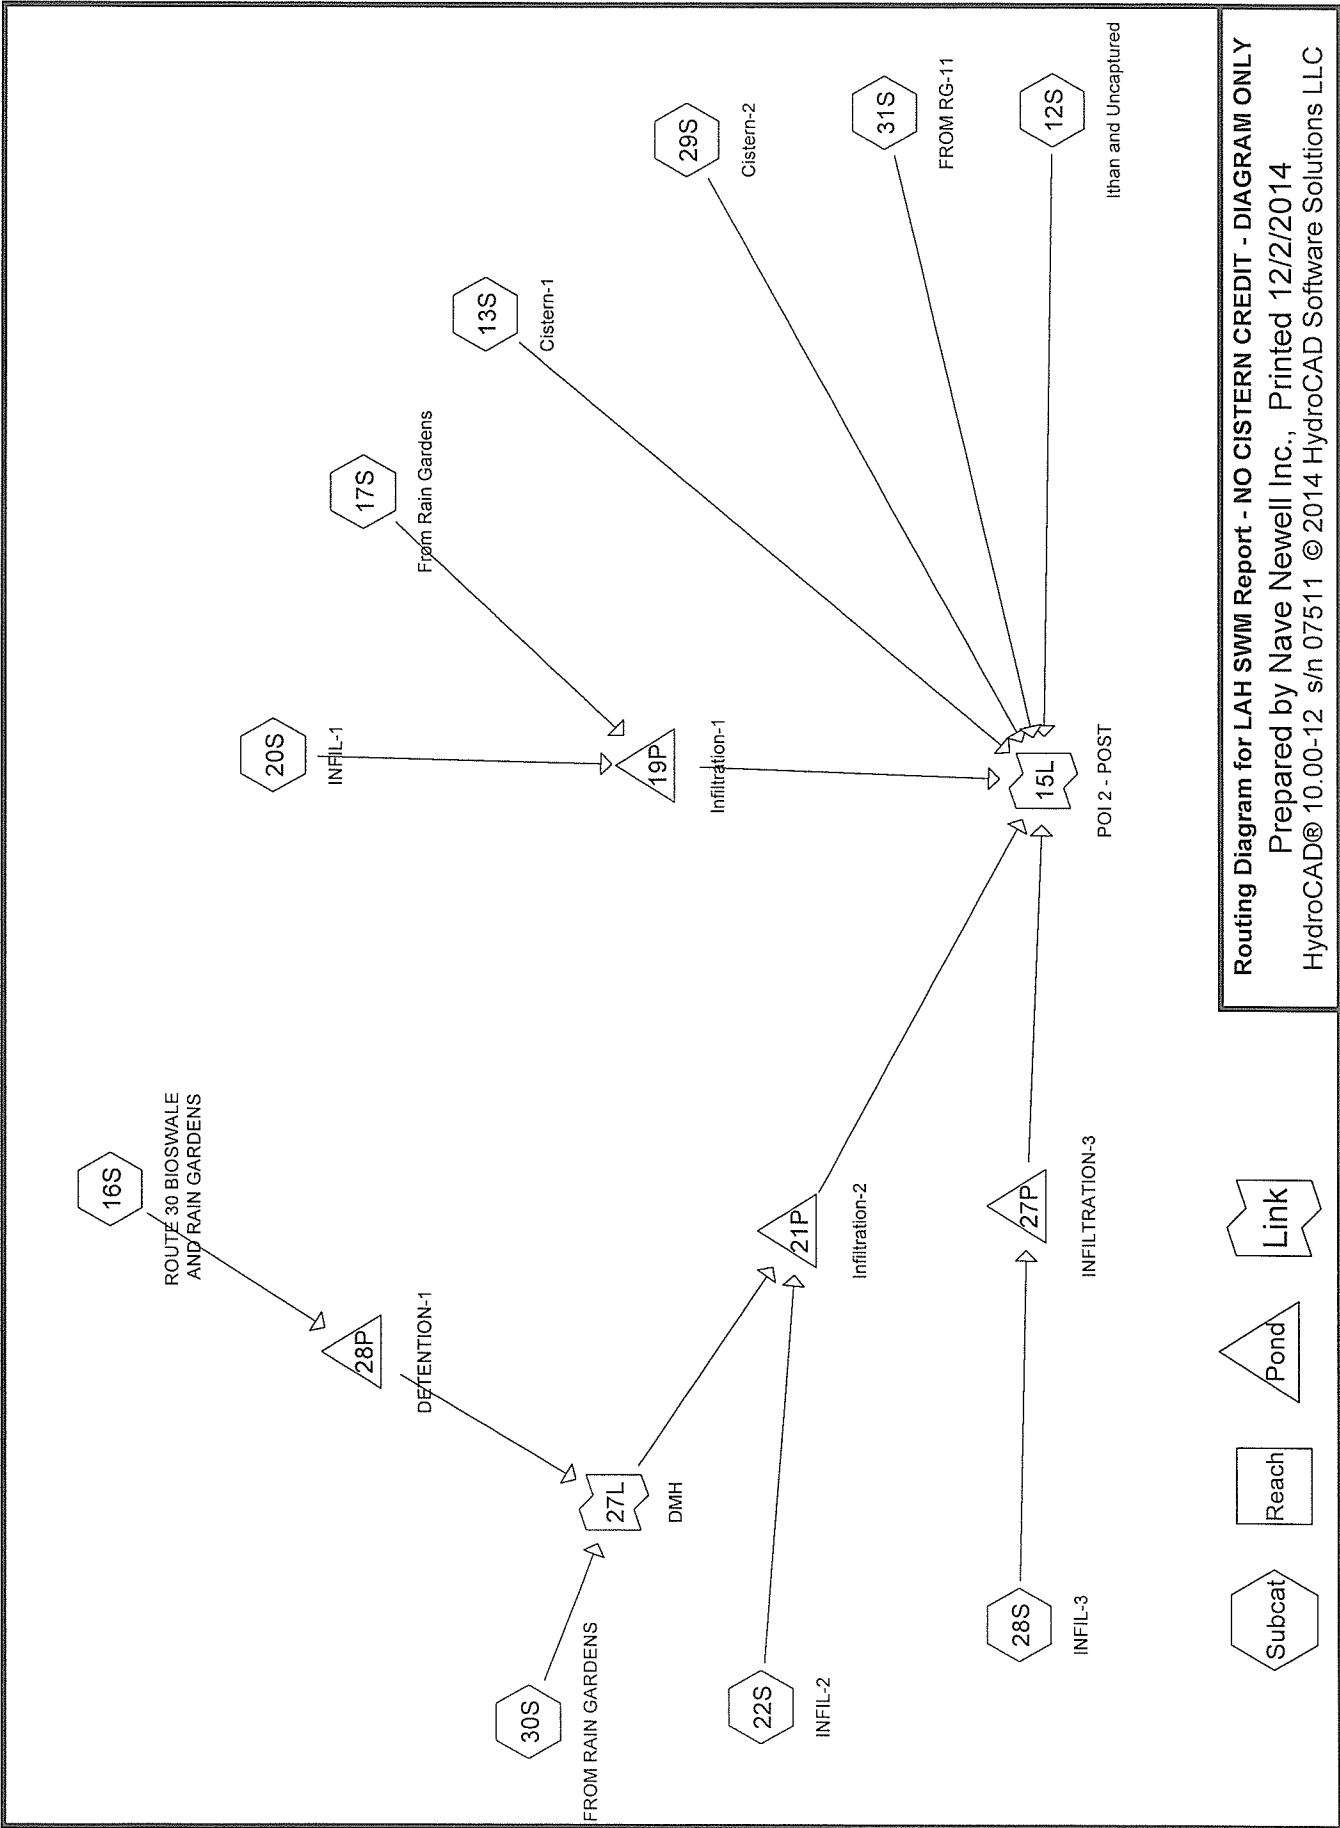 16S
ROUTE 30 BIOSWALE
AND RAIN GARDENS
20S
INFIL-1
17S
From Rain Gardens
28P
DETENTION-1
13S
Cistern-1
30S
FROM RAIN GARDENS
27L
DMH
19P
Infiltration-1
29S
Cistern-2
22S
INFIL-2
21P
Infiltration-2
31S
FROM RG-11
28S
INFIL-3
27P
INFILTRATION-3
15L
POI 2 - POST
12S
Ithan and Uncaptured
Subcat
Reach
Pond
Link
Routing Diagram for LAH SWM Report - NO CISTERN CREDIT - DIAGRAM ONLY
Prepared by Nave Newell Inc., Printed 12/2/2014
HydroCAD® 10.00-12 s/n 07511 © 2014 HydroCAD Software Solutions LLC